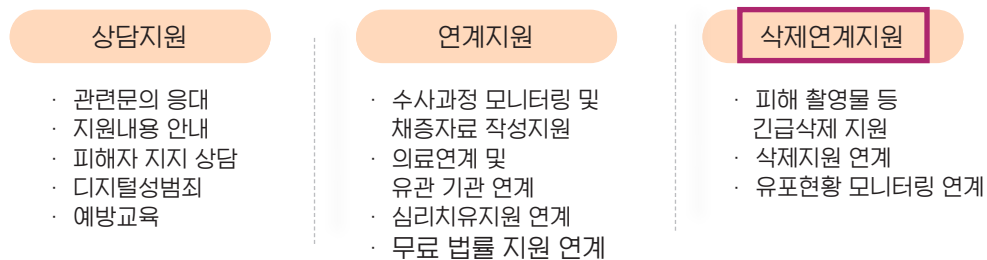 상담지원
· 관련문의 응대
· 지원내용 안내
· 피해자 지지 상담
· 디지털성범죄
· 예방교육
연계지원
· 수사과정 모니터링 및
채증자료 작성지원
· 의료연계 및
유관 기관 연계
· 심리치유지원 연계
· 무료 법률 지원 연계
삭제연계지원
· 피해 촬영물 등
긴급삭제 지원
· 삭제지원 연계
· 유포현황 모니터링 연계